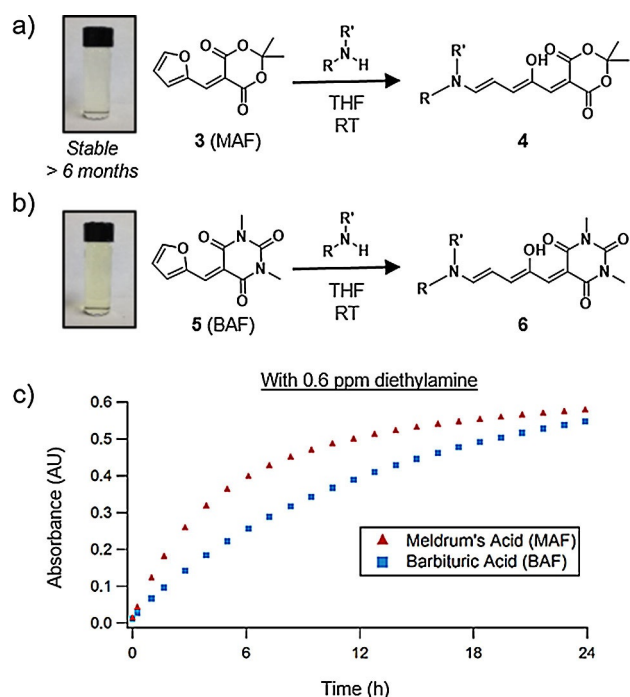 a)
Stable
> 6 months
O
O
O
O
O
3 (MAF)
R'
N
R
H
THF
RT
R'
N
R
OH
O
O
O
O
4
b)
O
O
N
O
N
O
5 (BAF)
R'
N
R
H
THF
RT
R'
N
R
OH
O
N
O
N
O
6
With 0.6 ppm diethylamine
c)
Absorbance (AU)
0.6
0.5
0.4
0.3
0.2
0.1
0.0
Meldrum's Acid (MAF)
Barbituric Acid (BAF)
0
6
12
18
24
Time (h)